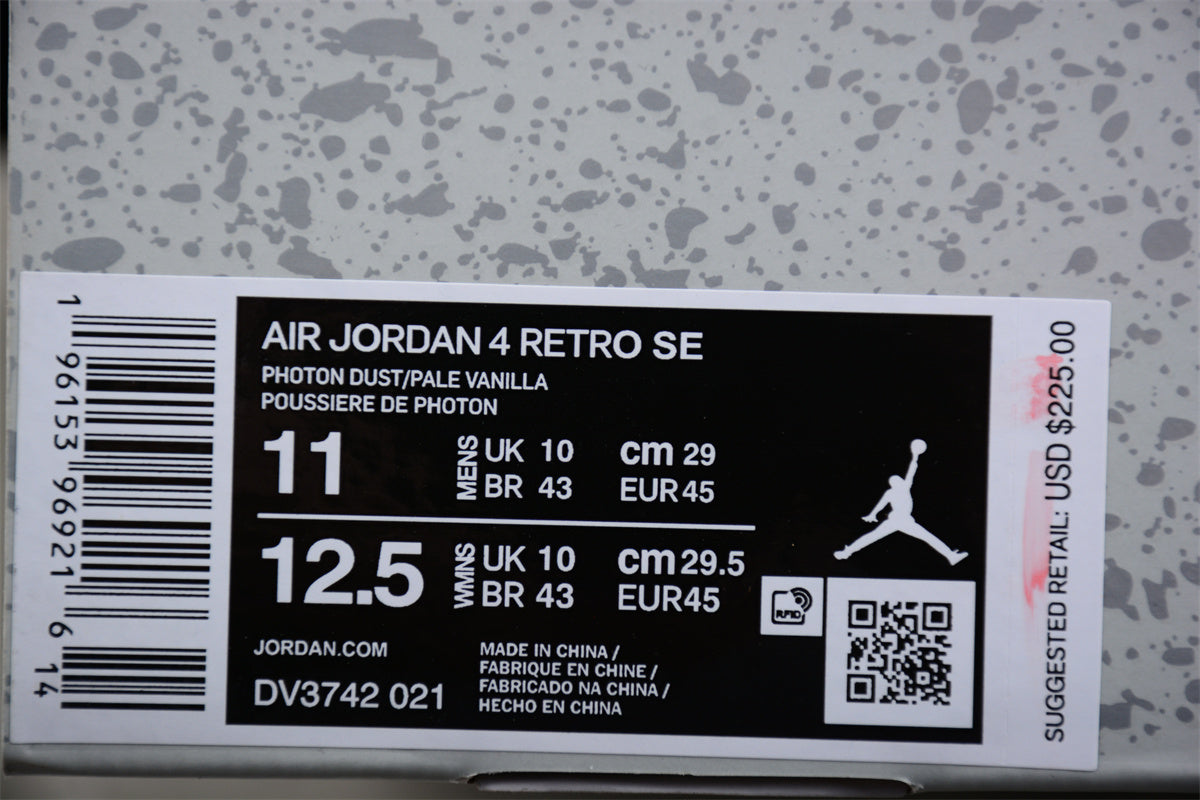 AIR JORDAN 4 RETRO SE
PHOTON DUST/PALE VANILLA
POUSSIERE DE PHOTON
11 MENS UK 10 cm 29
BR 43 EUR 45
12.5 WMNS UK 10 cm 29.5
BR 43 EUR45
JORDAN.COM
DV3742 021
MADE IN CHINA /
FABRIQUE EN CHINE /
FABRICADO NA CHINA /
HECHO EN CHINA
RFID
1 96153 96921 6 14
SUGGESTED RETAIL: USD $225.00